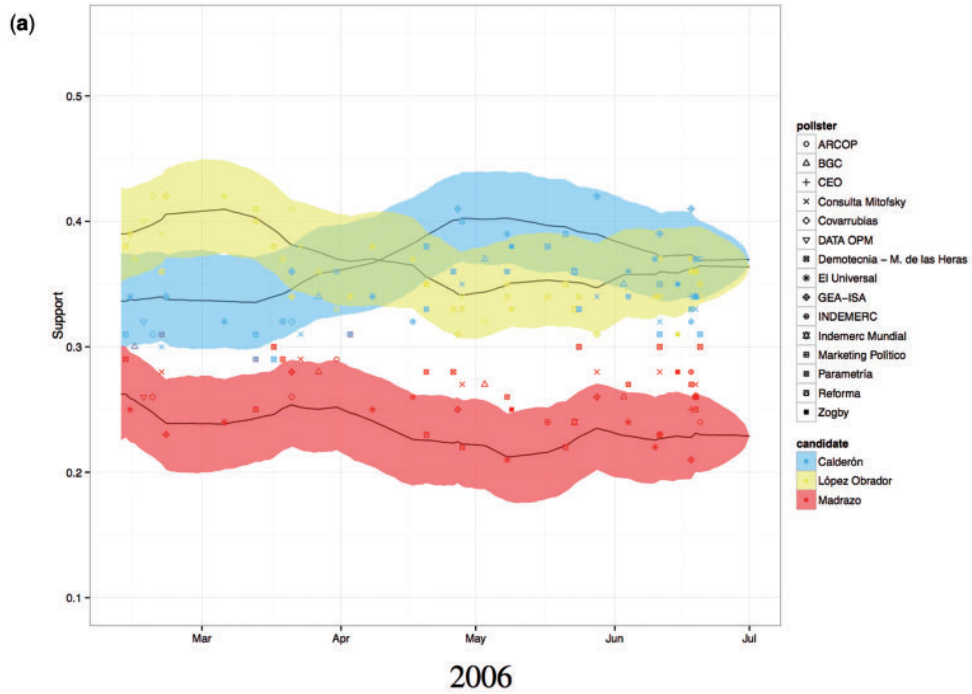 (a)
0.5
0.4
0.3
0.2
0.1
Support
Mar
Apr
May
Jun
Jul
2006
pollster
ARCOP
BGC
CEO
Consulta Mitofsky
Covarrubias
DATA OPM
Demotecnia – M. de las Heras
El Universal
GEA–ISA
INDEMERC
Indemerc Mundial
Marketing Político
Parametría
Reforma
Zogby
candidate
Calderón
López Obrador
Madrazo